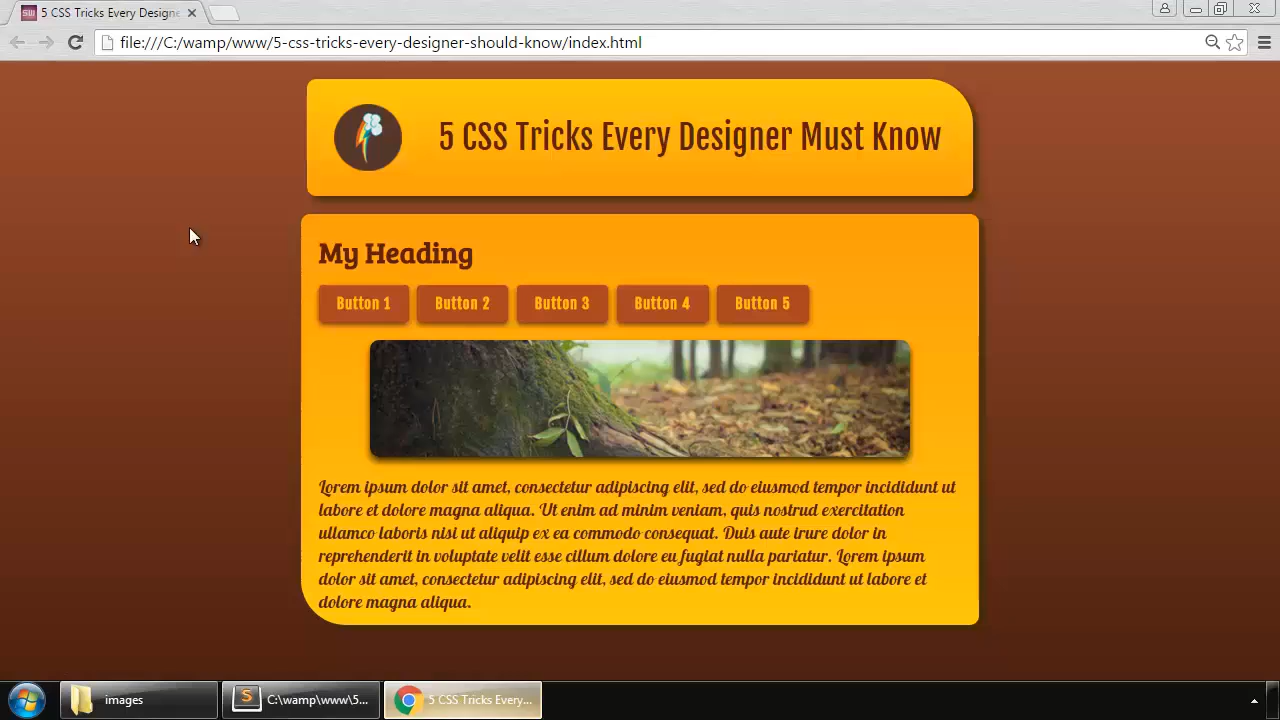 SW 5 CSS Tricks Every Designe
file:///C:/wamp/www/5-css-tricks-every-designer-should-know/index.html
5 CSS Tricks Every Designer Must Know
My Heading
Button 1 Button 2 Button 3 Button 4 Button 5
Lorem ipsum dolor sit amet, consectetur adipiscing elit, sed do eiusmod tempor incididunt ut
labore et dolore magna aliqua. Ut enim ad minim veniam, quis nostrud exercitation
ullamco laboris nisi ut aliquip ex ea commodo consequat. Duis aute irure dolor in
reprehenderit in voluptate velit esse cillum dolore eu fugiat nulla pariatur. Lorem ipsum
dolor sit amet, consectetur adipiscing elit, sed do eiusmod tempor incididunt ut labore et
dolore magna aliqua.
images C:\wamp\www\5... 5 CSS Tricks Every...